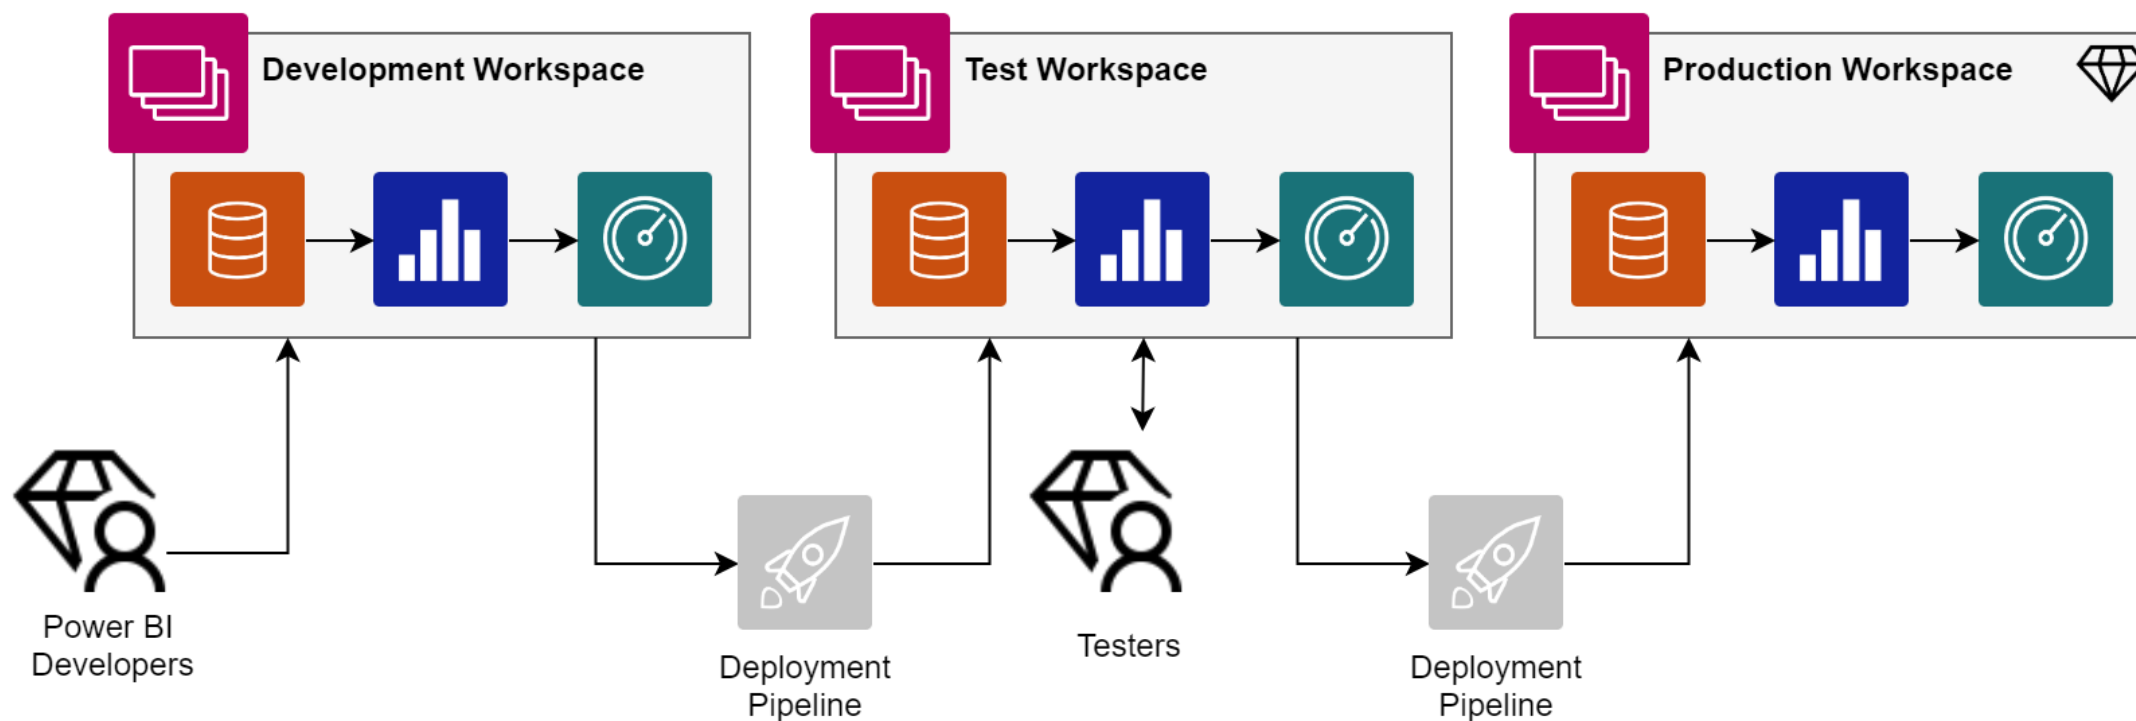 Development Workspace
Test Workspace
Production Workspace
Power BI
Developers
Deployment
Pipeline
Testers
Deployment
Pipeline